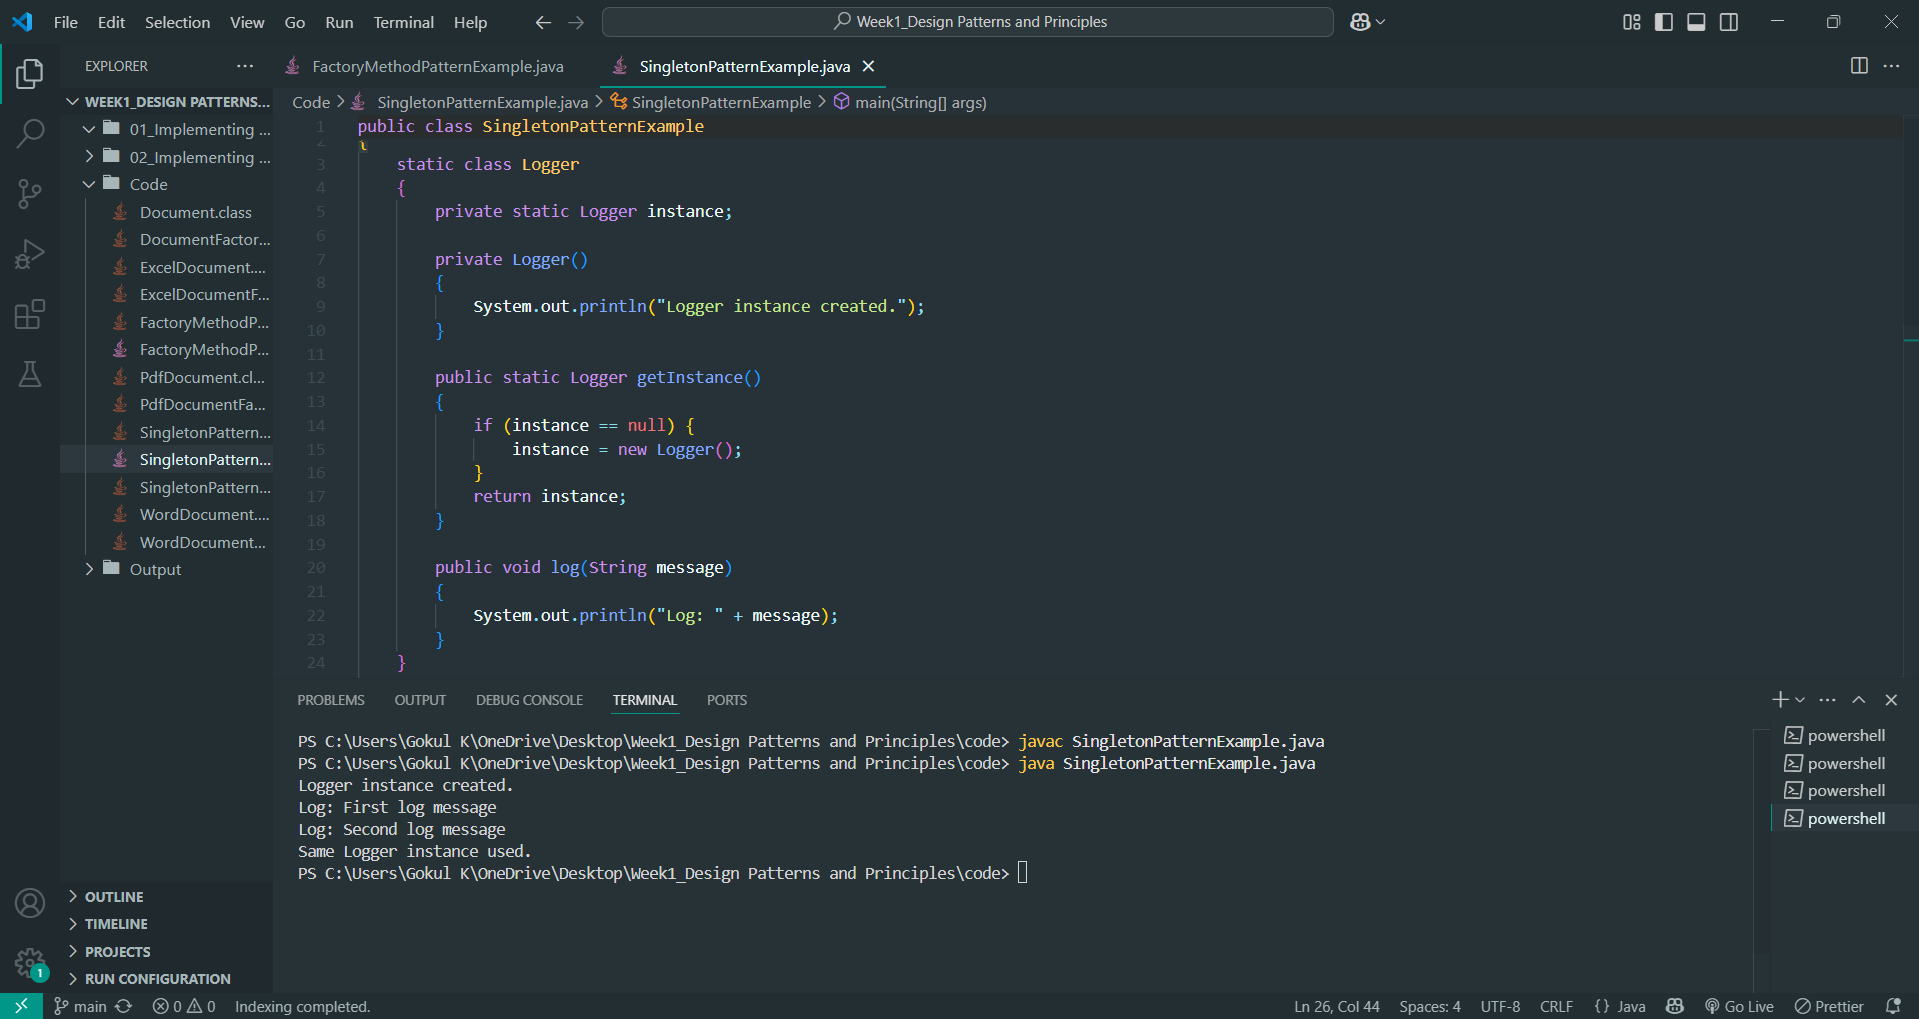 File Edit Selection View Go Run Terminal Help
Week1_Design Patterns and Principles
EXPLORER
WEEK1_DESIGN PATTERNS...
01_Implementing ...
02_Implementing ...
Code
Document.class
DocumentFactor...
ExcelDocument....
ExcelDocumentF...
FactoryMethodP...
FactoryMethodP...
PdfDocument.cl...
PdfDocumentFa...
SingletonPattern...
SingletonPattern...
SingletonPattern...
WordDocument....
WordDocument...
Output
OUTLINE
TIMELINE
PROJECTS
RUN CONFIGURATION
1
FactoryMethodPatternExample.java
SingletonPatternExample.java
Code > SingletonPatternExample.java > SingletonPatternExample > main(String[] args)
1 public class SingletonPatternExample
2 {
3 static class Logger
4 {
5 private static Logger instance;
6
7 private Logger()
8 {
9 System.out.println("Logger instance created.");
10 }
11
12 public static Logger getInstance()
13 {
14 if (instance == null) {
15 instance = new Logger();
16 }
17 return instance;
18 }
19
20 public void log(String message)
21 {
22 System.out.println("Log: " + message);
23 }
24 }
PROBLEMS OUTPUT DEBUG CONSOLE TERMINAL PORTS
PS C:\Users\Gokul K\OneDrive\Desktop\Week1_Design Patterns and Principles\code> javac SingletonPatternExample.java
PS C:\Users\Gokul K\OneDrive\Desktop\Week1_Design Patterns and Principles\code> java SingletonPatternExample.java
Logger instance created.
Log: First log message
Log: Second log message
Same Logger instance used.
PS C:\Users\Gokul K\OneDrive\Desktop\Week1_Design Patterns and Principles\code>
powershell
powershell
powershell
powershell
main 0 0 Indexing completed. Ln 26, Col 44 Spaces: 4 UTF-8 CRLF {} Java Go Live Prettier